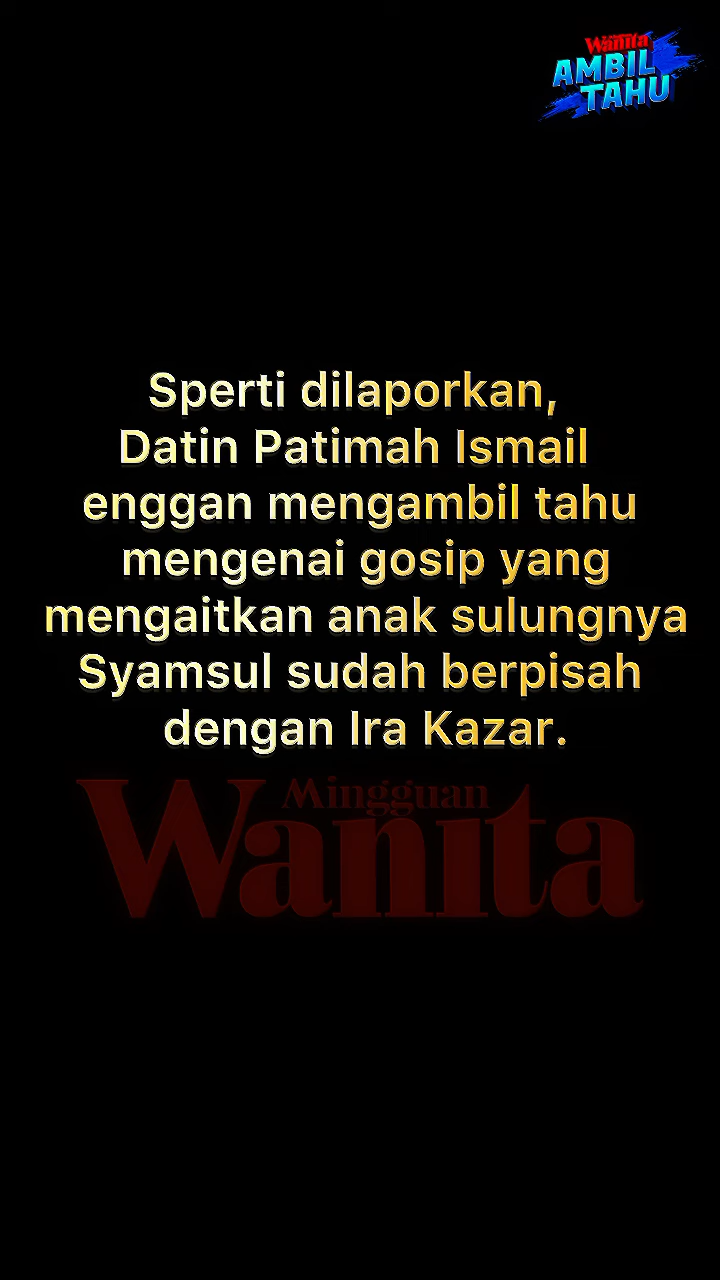 Wanita
AMBIL
TAHU
Sperti dilaporkan,
Datin Patimah Ismail
enggan mengambil tahu
mengenai gosip yang
mengaitkan anak sulungnya
Syamsul sudah berpisah
dengan Ira Kazar.
Mingguan
Wanita